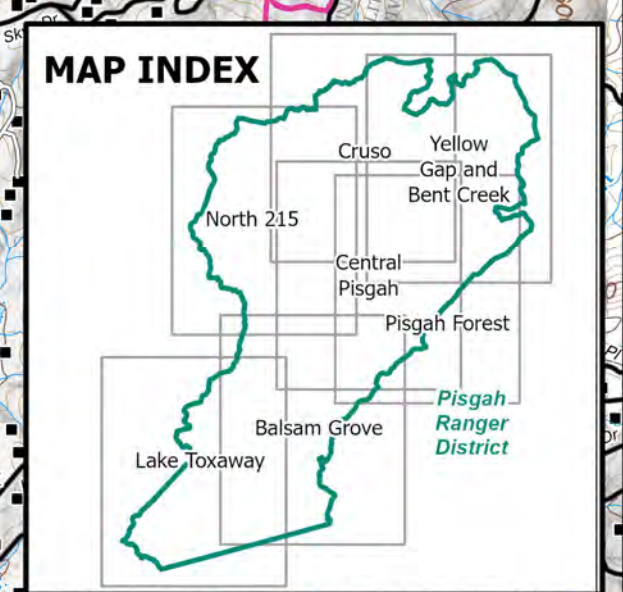 MAP INDEX
Cruso
Yellow
Gap and
Bent Creek
North 215
Central
Pisgah
Pisgah Forest
Pisgah
Ranger
District
Balsam Grove
Lake Toxaway